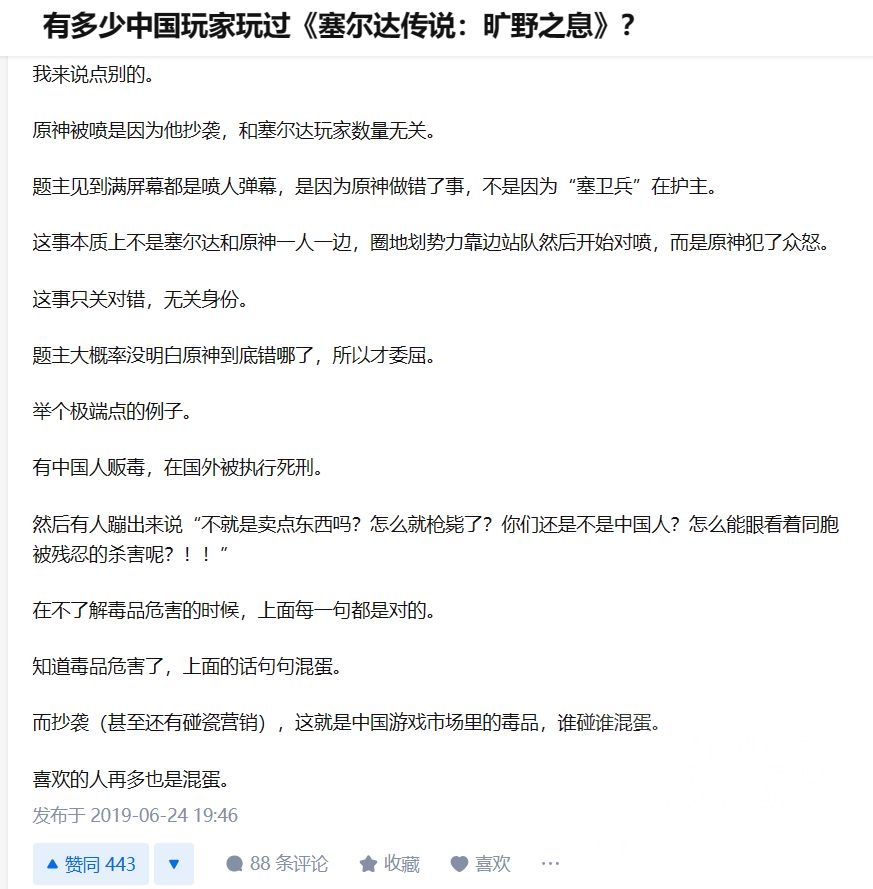 有多少中国玩家玩过《塞尔达传说：旷野之息》？
我来说点别的。
原神被喷是因为他抄袭，和塞尔达玩家数量无关。
题主见到满屏幕都是喷人弹幕，是因为原神做错了事，不是因为“塞卫兵”在护主。
这事本质上不是塞尔达和原神一人一边，圈地划势力靠边站队然后开始对喷，而是原神犯了众怒。
这事只关对错，无关身份。
题主大概率没明白原神到底错哪了，所以才委屈。
举个极端点的例子。
有中国人贩毒，在国外被执行死刑。
然后有人蹦出来说“不就是卖点东西吗？怎么就枪毙了？你们还是不是中国人？怎么能眼看着同胞
被残忍的杀害呢？！！”
在不了解毒品危害的时候，上面每一句都是对的。
知道毒品危害了，上面的话句句混蛋。
而抄袭（甚至还有碰瓷营销），这就是中国游戏市场里的毒品，谁碰谁混蛋。
喜欢的人再多也是混蛋。
发布于 2019-06-24 19:46
赞同 443 88 条评论 收藏 喜欢 ···